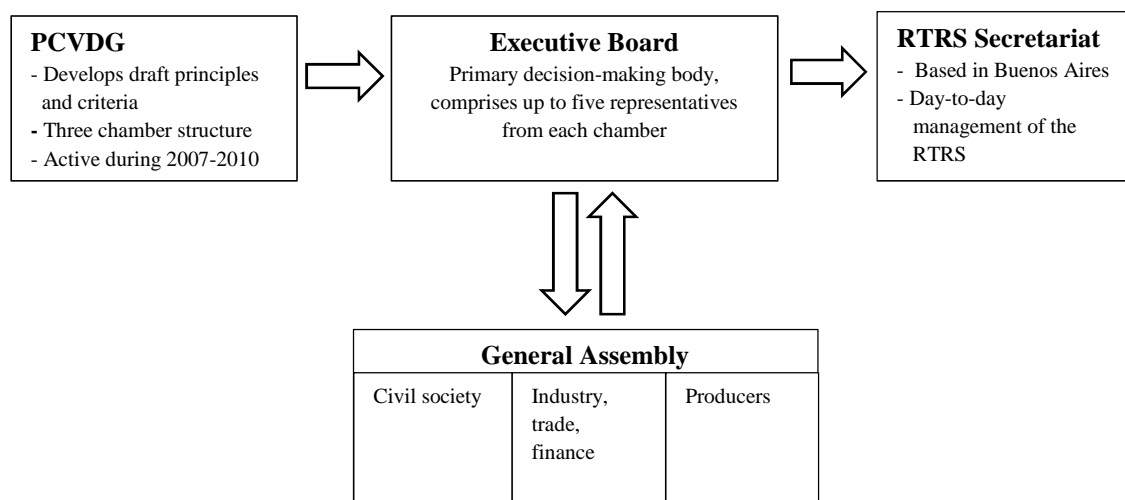 PCVDG
- Develops draft principles
and criteria
- Three chamber structure
- Active during 2007-2010
Executive Board
Primary decision-making body,
comprises up to five representatives
from each chamber
RTRS Secretariat
- Based in Buenos Aires
- Day-to-day
management of the
RTRS
General Assembly
Civil society
Industry,
trade,
finance
Producers